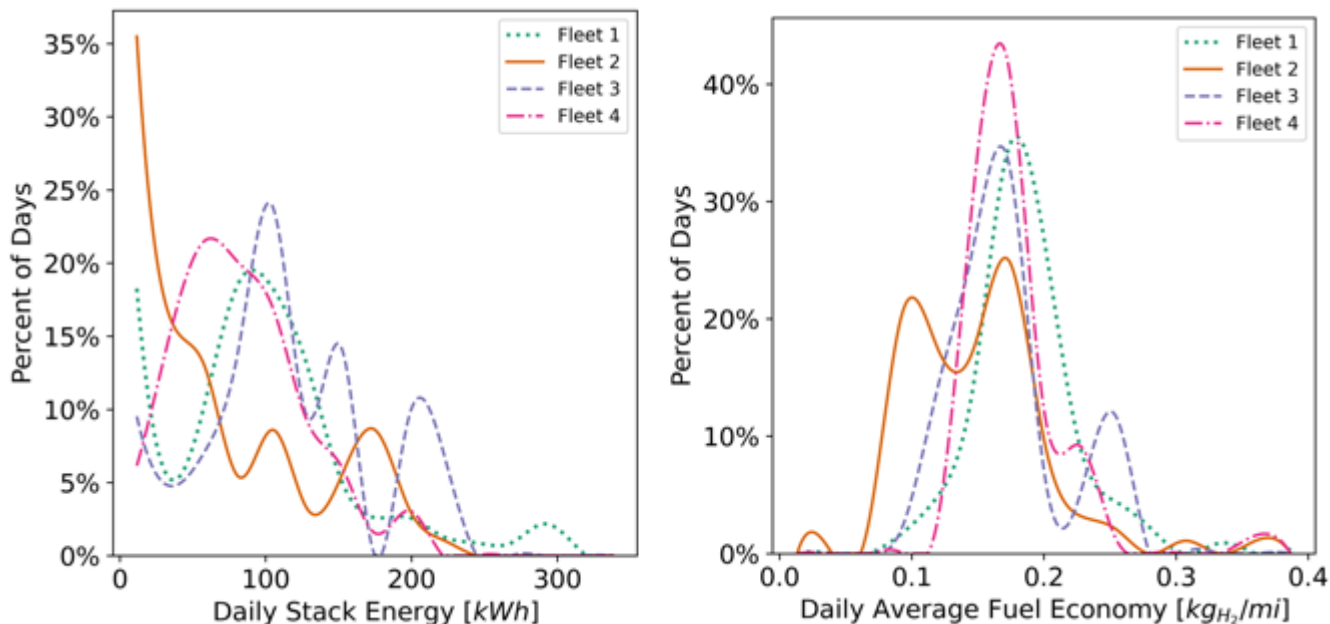 35%
30%
25%
20%
15%
10%
5%
0%
Percent of Days
0
100
200
300
Daily Stack Energy [kWh]
Fleet 1
Fleet 2
Fleet 3
Fleet 4
40%
30%
20%
10%
0%
Percent of Days
0.0
0.1
0.2
0.3
0.4
Daily Average Fuel Economy [kg_{H_2}/mi]
Fleet 1
Fleet 2
Fleet 3
Fleet 4